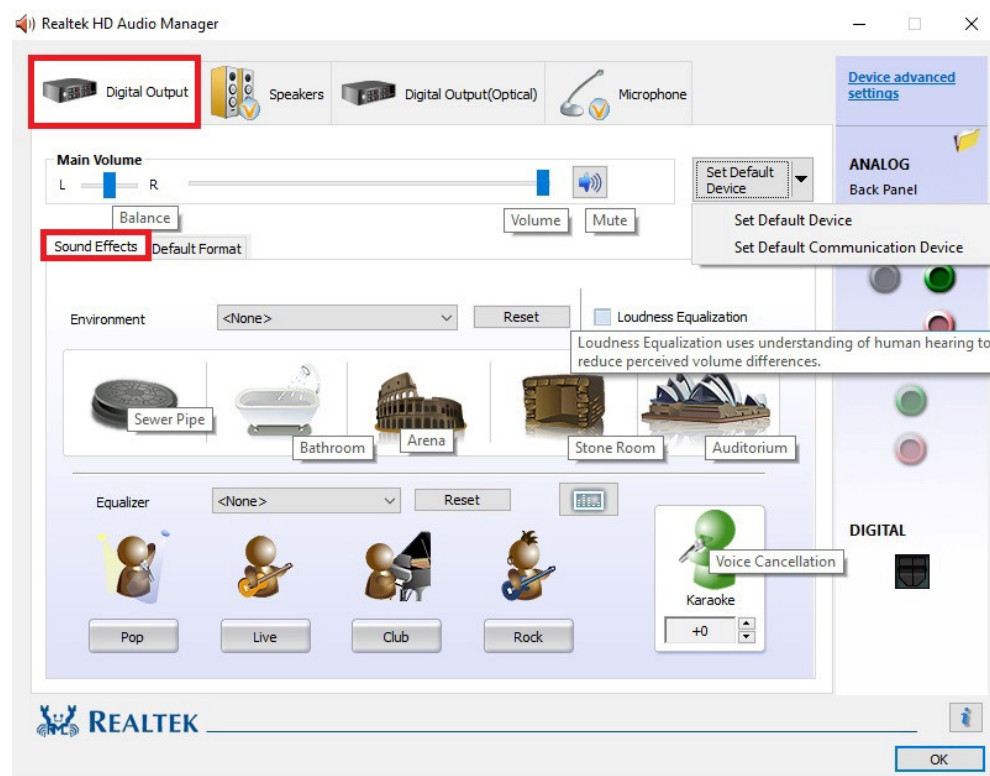 Realtek HD Audio Manager
Digital Output
Speakers
Digital Output(Optical)
Microphone
Device advanced
settings
Main Volume
L
R
Set Default
Device
ANALOG
Back Panel
Balance
Volume
Mute
Set Default Device
Set Default Communication Device
Sound Effects
Default Format
Environment
<None>
Reset
Loudness Equalization
Loudness Equalization uses understanding of human hearing to
reduce perceived volume differences.
Sewer Pipe
Bathroom
Arena
Stone Room
Auditorium
Equalizer
<None>
Reset
DIGITAL
Voice Cancellation
Karaoke
+0
Pop
Live
Club
Rock
REALTEK
OK